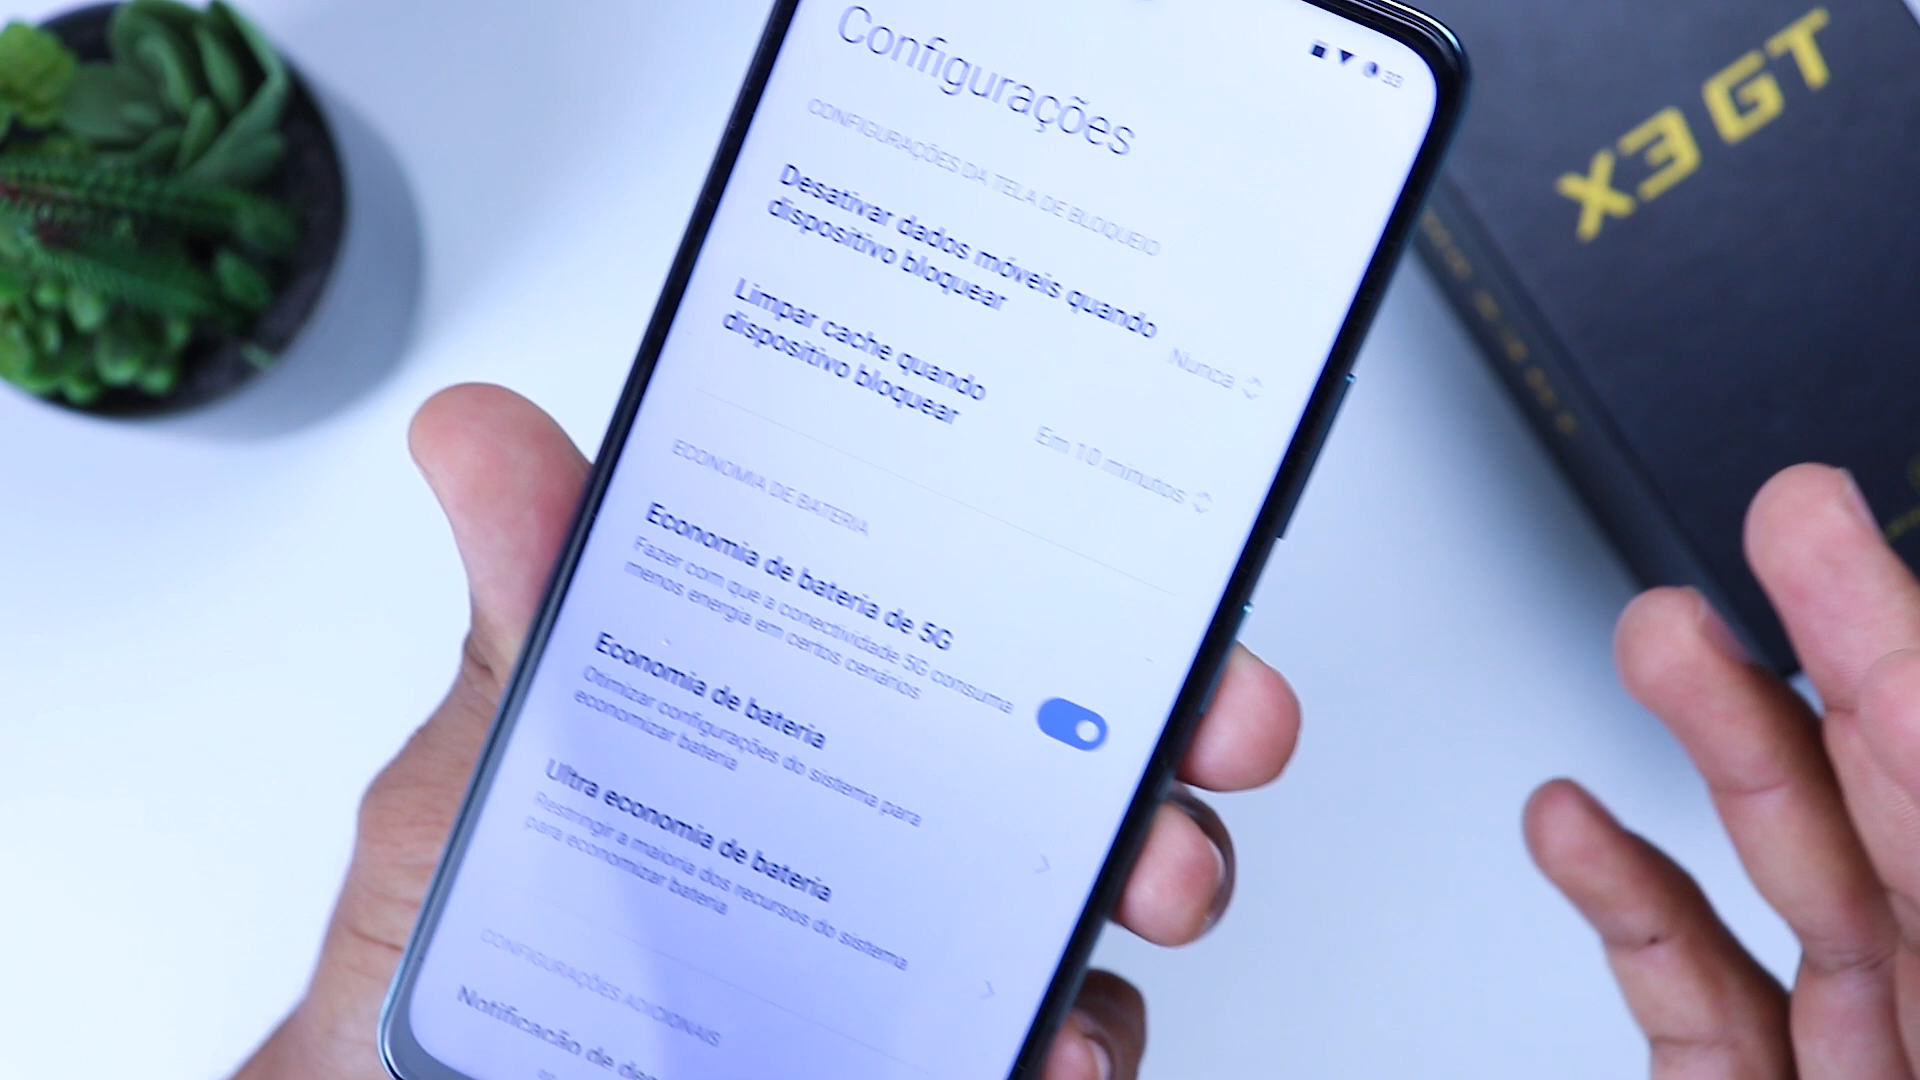 33
Configurações
CONFIGURAÇÕES DA TELA DE BLOQUEIO
Desativar dados móveis quando
dispositivo bloquear
Nunca
Limpar cache quando
dispositivo bloquear
Em 10 minutos
ECONOMIA DE BATERIA
Economia de bateria de 5G
Fazer com que a conectividade 5G consuma
menos energia em certos cenários
Economia de bateria
Otimizar configurações do sistema para
economizar bateria
Ultra economia de bateria
Restringir a maioria dos recursos do sistema
para economizar bateria
CONFIGURAÇÕES ADICIONAIS
Notificação de
X3 GT